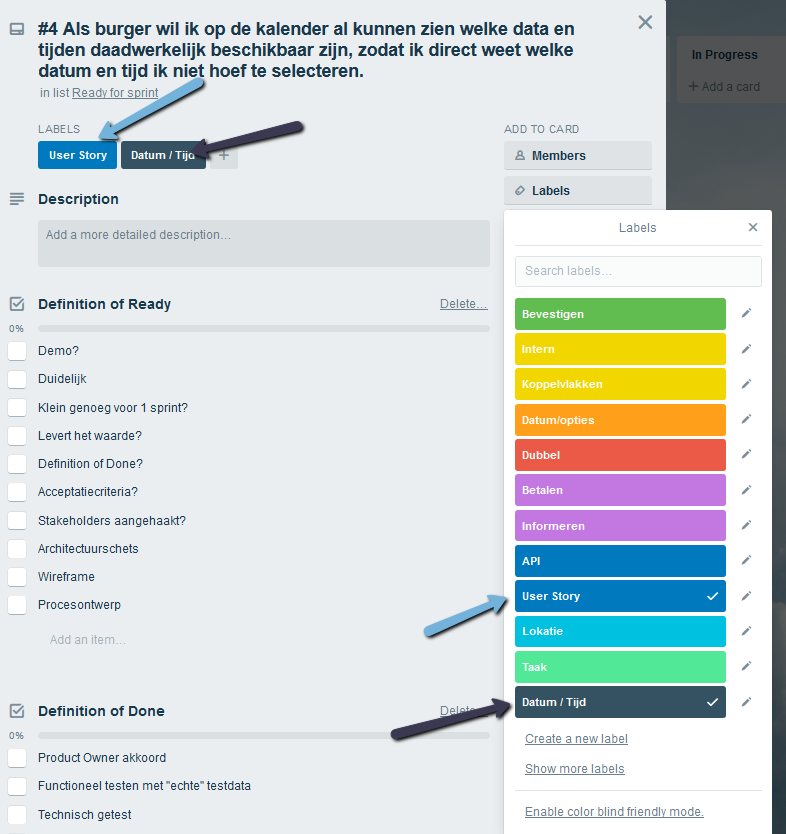 #4 Als burger wil ik op de kalender al kunnen zien welke data en
tijden daadwerkelijk beschikbaar zijn, zodat ik direct weet welke
datum en tijd ik niet hoef te selecteren.
in list Ready for sprint
In Progress
Add a card
LABELS
User Story
Datum / Tijd
Description
Add a more detailed description…
Definition of Ready
Delete…
0%
Demo?
Duidelijk
Klein genoeg voor 1 sprint?
Levert het waarde?
Definition of Done?
Acceptatiecriteria?
Stakeholders aangehaakt?
Architectuurschets
Wireframe
Procesontwerp
Add an item…
Definition of Done
Delete…
0%
Product Owner akkoord
Functioneel testen met "echte" testdata
Technisch getest
ADD TO CARD
Members
Labels
Labels
Search labels…
Bevestigen
Intern
Koppelvlakken
Datum/opties
Dubbel
Betalen
Informeren
API
User Story
Lokatie
Taak
Datum / Tijd
Create a new label
Show more labels
Enable color blind friendly mode.